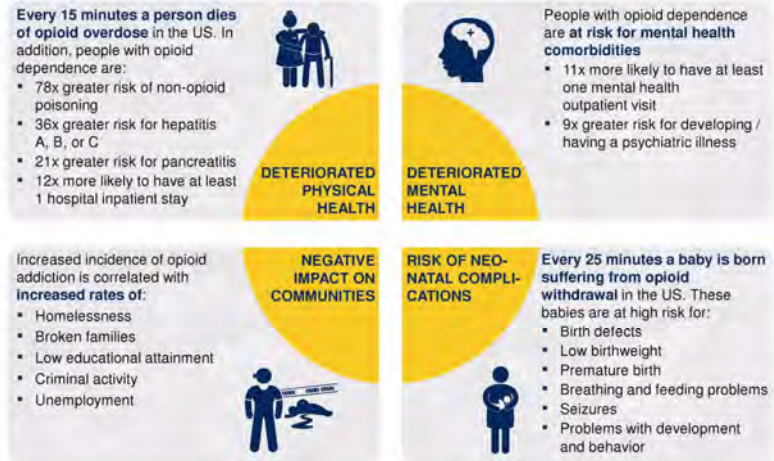 Every 15 minutes a person dies
of opioid overdose in the US. In
addition, people with opioid
dependence are:
▪ 78x greater risk of non-opioid
poisoning
▪ 36x greater risk for hepatitis
A, B, or C
▪ 21x greater risk for pancreatitis
▪ 12x more likely to have at least
1 hospital inpatient stay
DETERIORATED
PHYSICAL
HEALTH
DETERIORATED
MENTAL
HEALTH
People with opioid dependence
are at risk for mental health
comorbidities
▪ 11x more likely to have at least
one mental health
outpatient visit
▪ 9x greater risk for developing /
having a psychiatric illness
Increased incidence of opioid
addiction is correlated with
increased rates of:
▪ Homelessness
▪ Broken families
▪ Low educational attainment
▪ Criminal activity
▪ Unemployment
NEGATIVE
IMPACT ON
COMMUNITIES
RISK OF NEO-
NATAL COMPLI-
CATIONS
Every 25 minutes a baby is born
suffering from opioid
withdrawal in the US. These
babies are at high risk for:
▪ Birth defects
▪ Low birthweight
▪ Premature birth
▪ Breathing and feeding problems
▪ Seizures
▪ Problems with development
and behavior